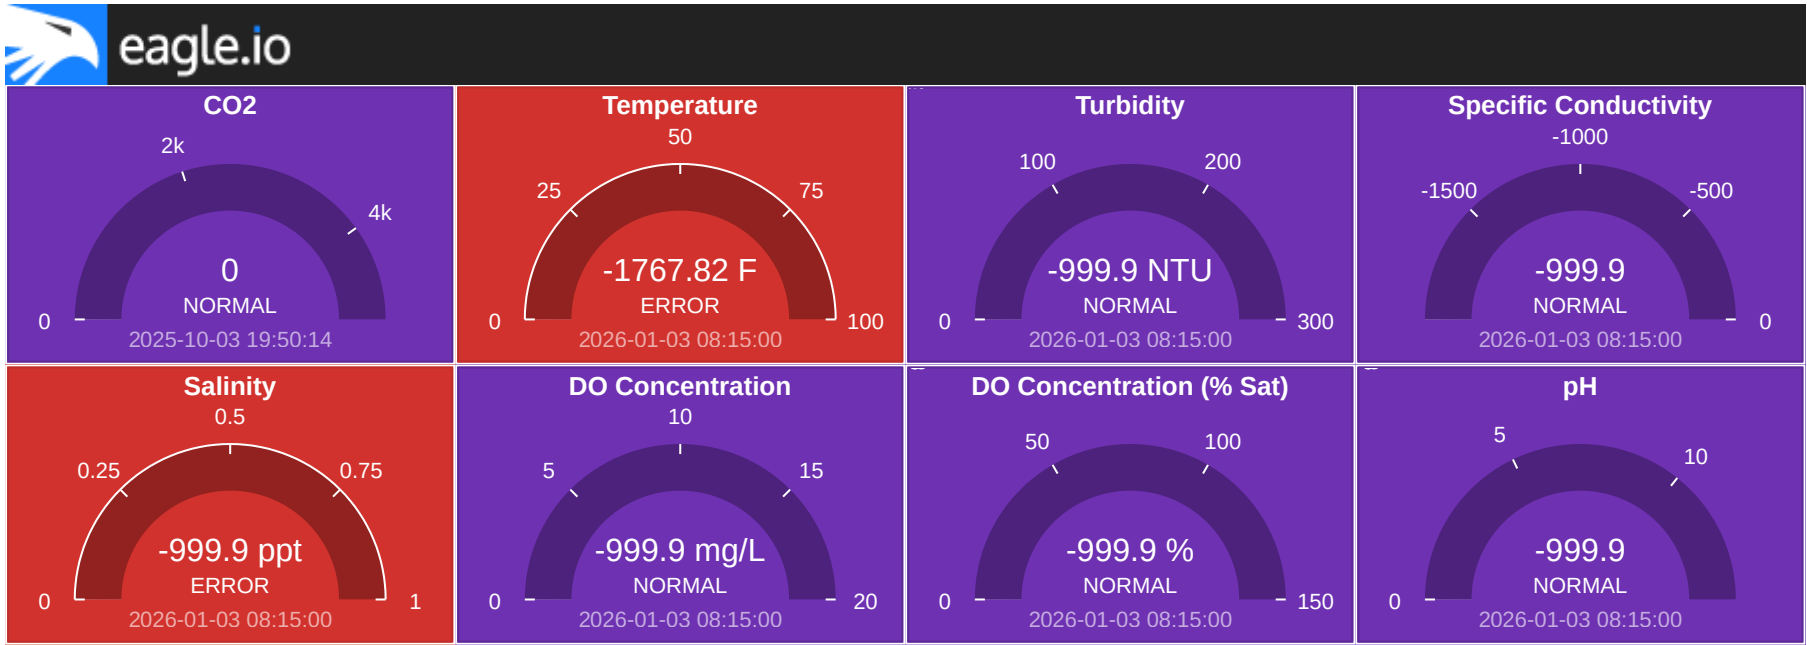 eagle.io
CO2
2k
4k
0
0
NORMAL
2025-10-03 19:50:14
Temperature
50
25
75
-1767.82 F
ERROR
0
100
2026-01-03 08:15:00
Turbidity
100
200
-999.9 NTU
NORMAL
0
300
2026-01-03 08:15:00
Specific Conductivity
-1000
-1500
-500
-999.9
NORMAL
0
2026-01-03 08:15:00
Salinity
0.5
0.25
0.75
-999.9 ppt
ERROR
0
1
2026-01-03 08:15:00
DO Concentration
10
5
15
-999.9 mg/L
NORMAL
0
20
2026-01-03 08:15:00
DO Concentration (% Sat)
50
100
-999.9 %
NORMAL
0
150
2026-01-03 08:15:00
pH
5
10
-999.9
NORMAL
0
2026-01-03 08:15:00